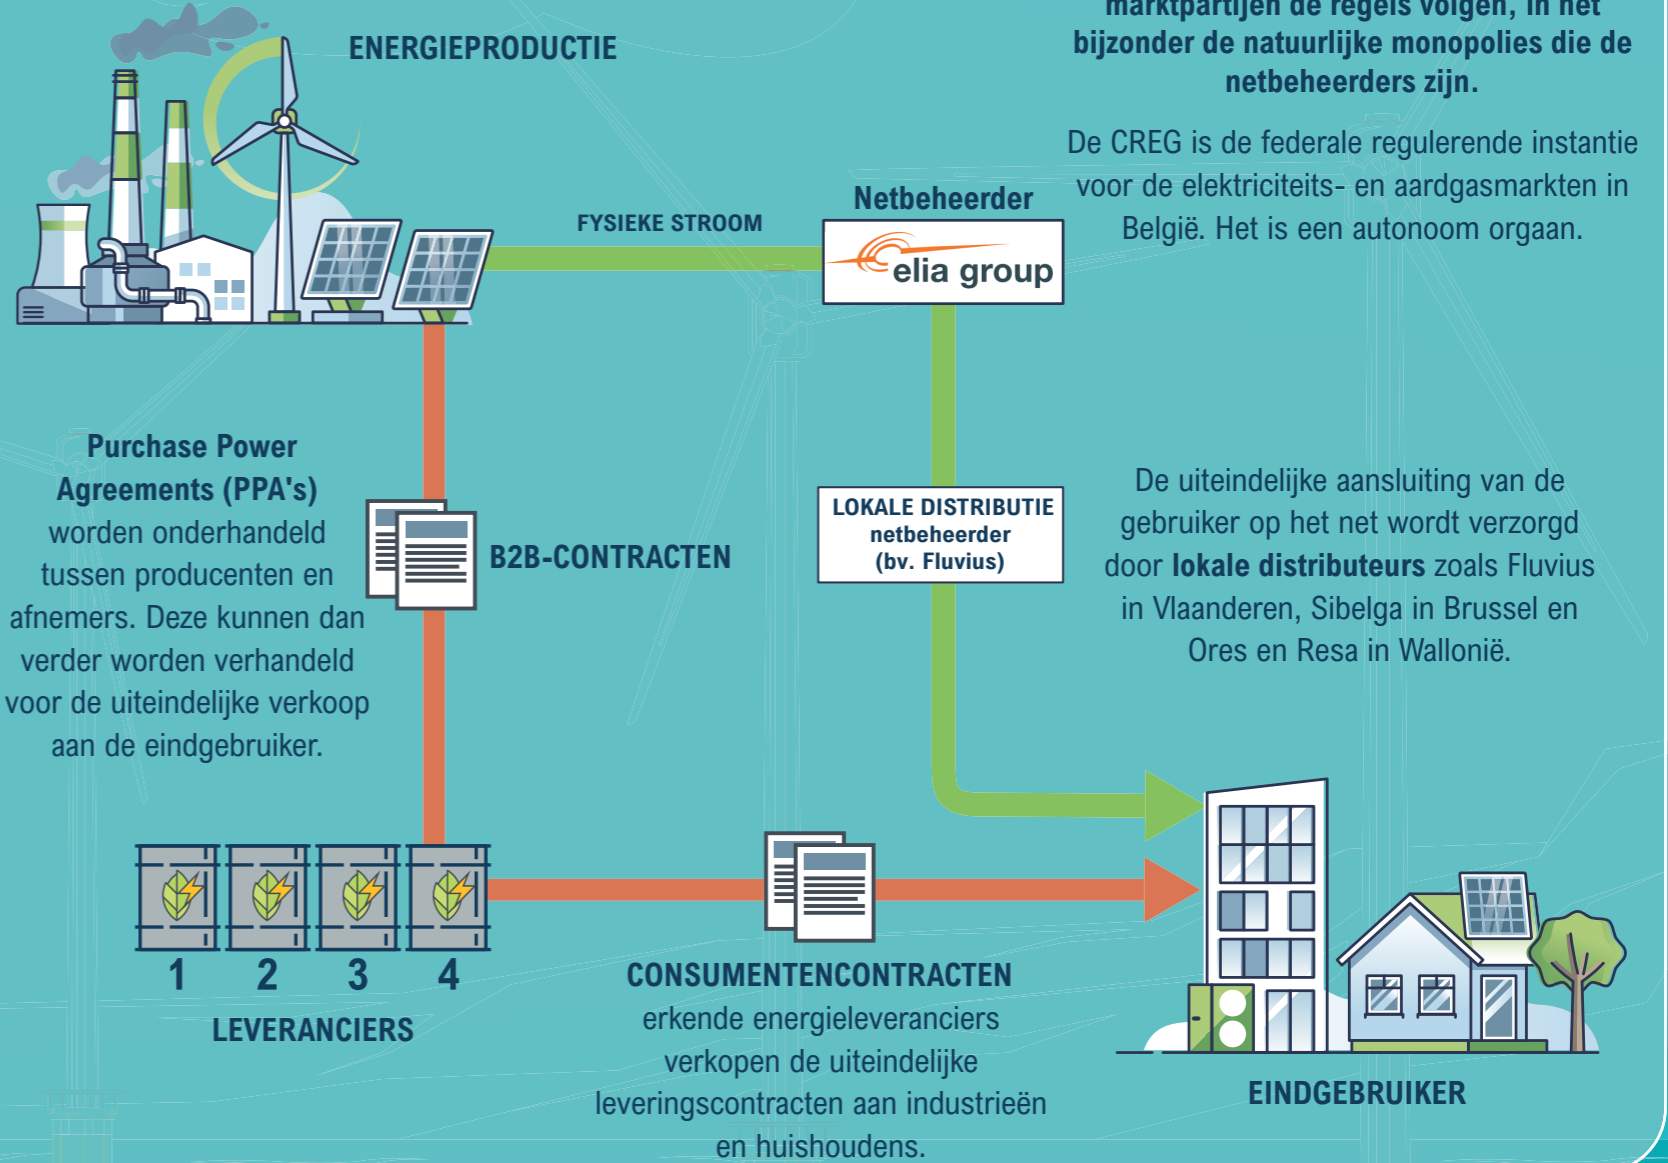 marktpartijen de regels volgen, in het
bijzonder de natuurlijke monopolies die de
netbeheerders zijn.
De CREG is de federale regulerende instantie
voor de elektriciteits- en aardgasmarkten in
België. Het is een autonoom orgaan.
ENERGIEPRODUCTIE
FYSIEKE STROOM
Netbeheerder
elia group
Purchase Power
Agreements (PPA's)
worden onderhandeld
tussen producenten en
afnemers. Deze kunnen dan
verder worden verhandeld
voor de uiteindelijke verkoop
aan de eindgebruiker.
B2B-CONTRACTEN
LOKALE DISTRIBUTIE
netbeheerder
(bv. Fluvius)
De uiteindelijke aansluiting van de
gebruiker op het net wordt verzorgd
door lokale distributeurs zoals Fluvius
in Vlaanderen, Sibelga in Brussel en
Ores en Resa in Wallonië.
1 2 3 4
LEVERANCIERS
CONSUMENTENCONTRACTEN
erkende energieleveranciers
verkopen de uiteindelijke
leveringscontracten aan industrieën
en huishoudens.
EINDGEBRUIKER